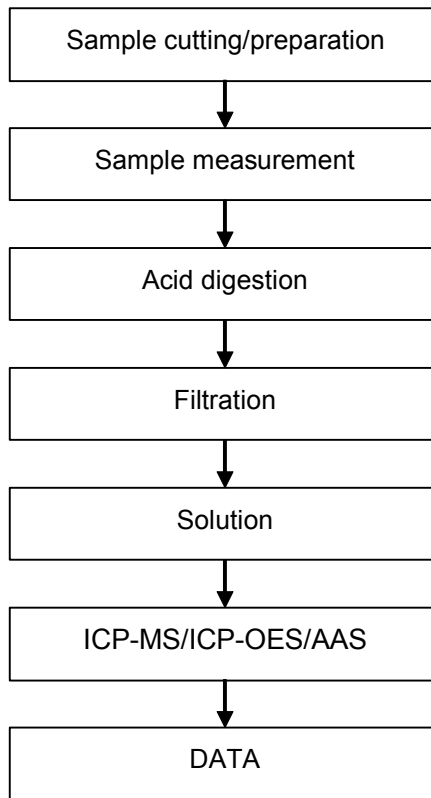 Sample cutting/preparation
Sample measurement
Acid digestion
Filtration
Solution
ICP-MS/ICP-OES/AAS
DATA